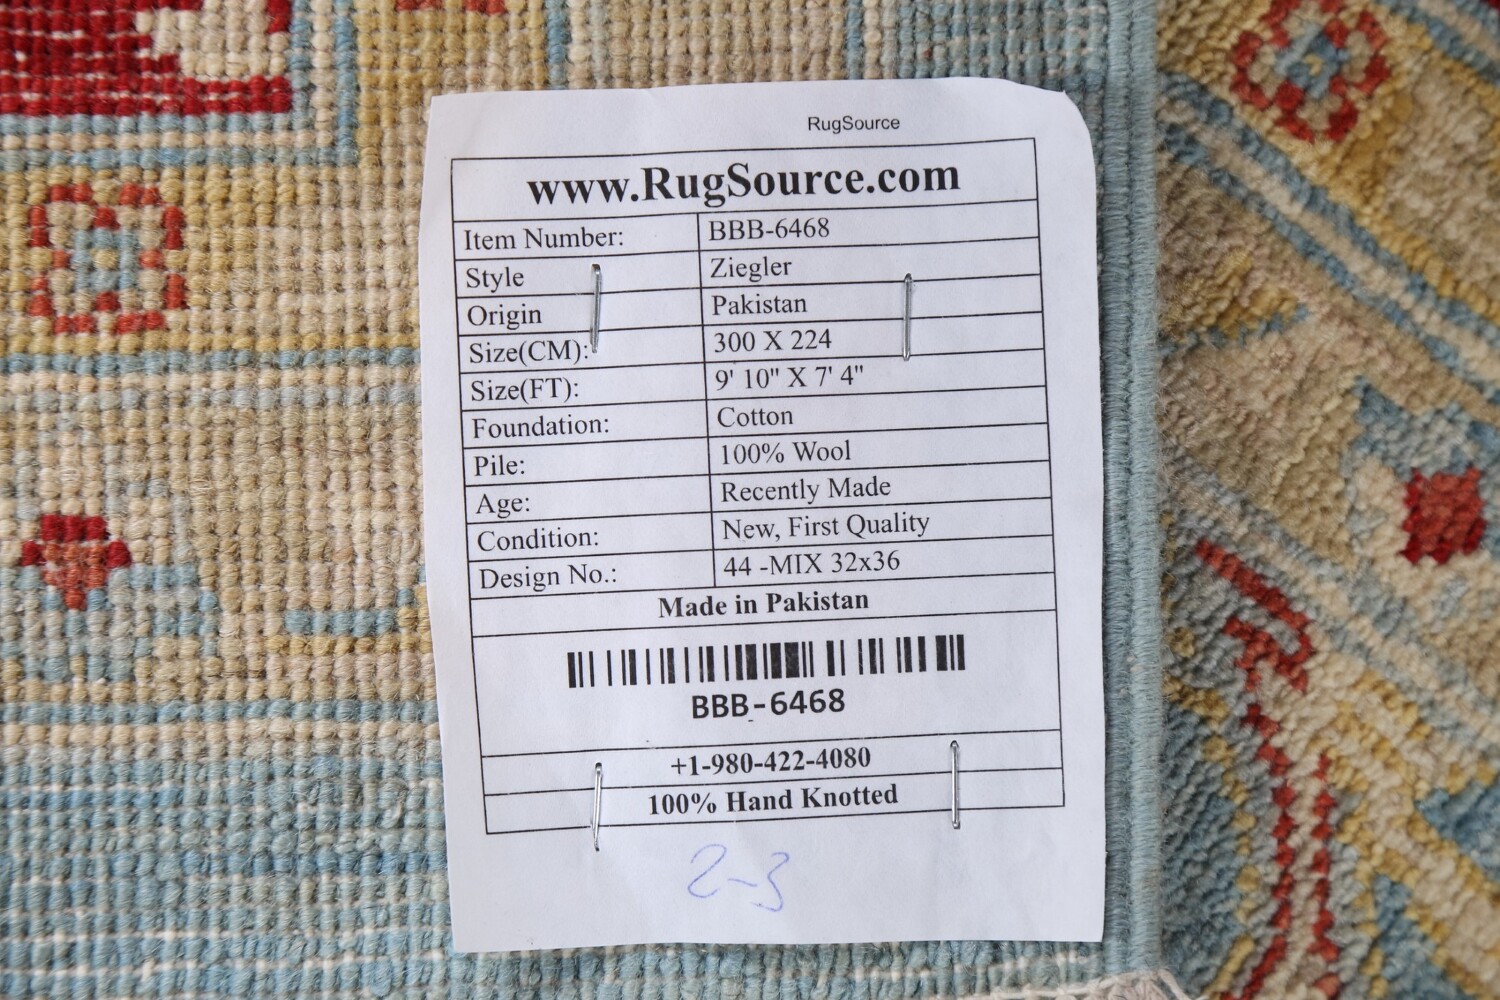 RugSource
www.RugSource.com
Item Number: BBB-6468
Style Ziegler
Origin Pakistan
Size(CM): 300 X 224
Size(FT): 9' 10" X 7' 4"
Foundation: Cotton
Pile: 100% Wool
Age: Recently Made
Condition: New, First Quality
Design No.: 44 -MIX 32x36
Made in Pakistan
BBB-6468
+1-980-422-4080
100% Hand Knotted
2-3